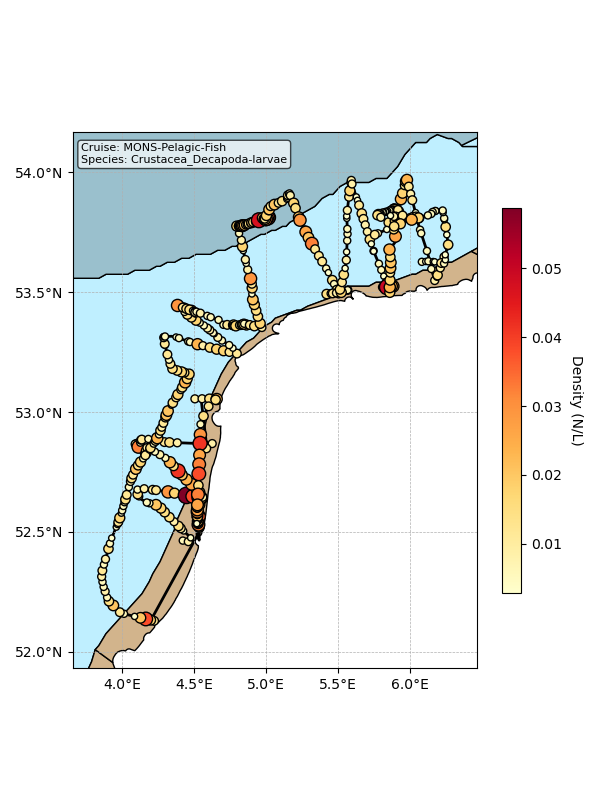 Cruise: MONS-Pelagic-Fish
Species: Crustacea_Decapoda-larvae
54.0°N
53.5°N
53.0°N
52.5°N
52.0°N
4.0°E 4.5°E 5.0°E 5.5°E 6.0°E
0.05
0.04
0.03
0.02
0.01
Density (N/L)